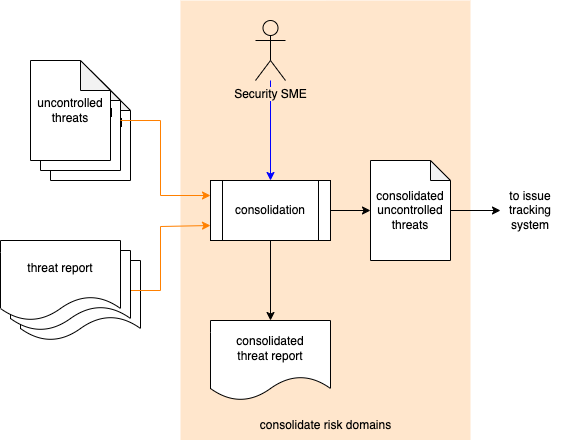 uncontrolled
threats
Security SME
consolidation
consolidated
uncontrolled
threats
to issue
tracking
system
threat report
consolidated
threat report
consolidate risk domains